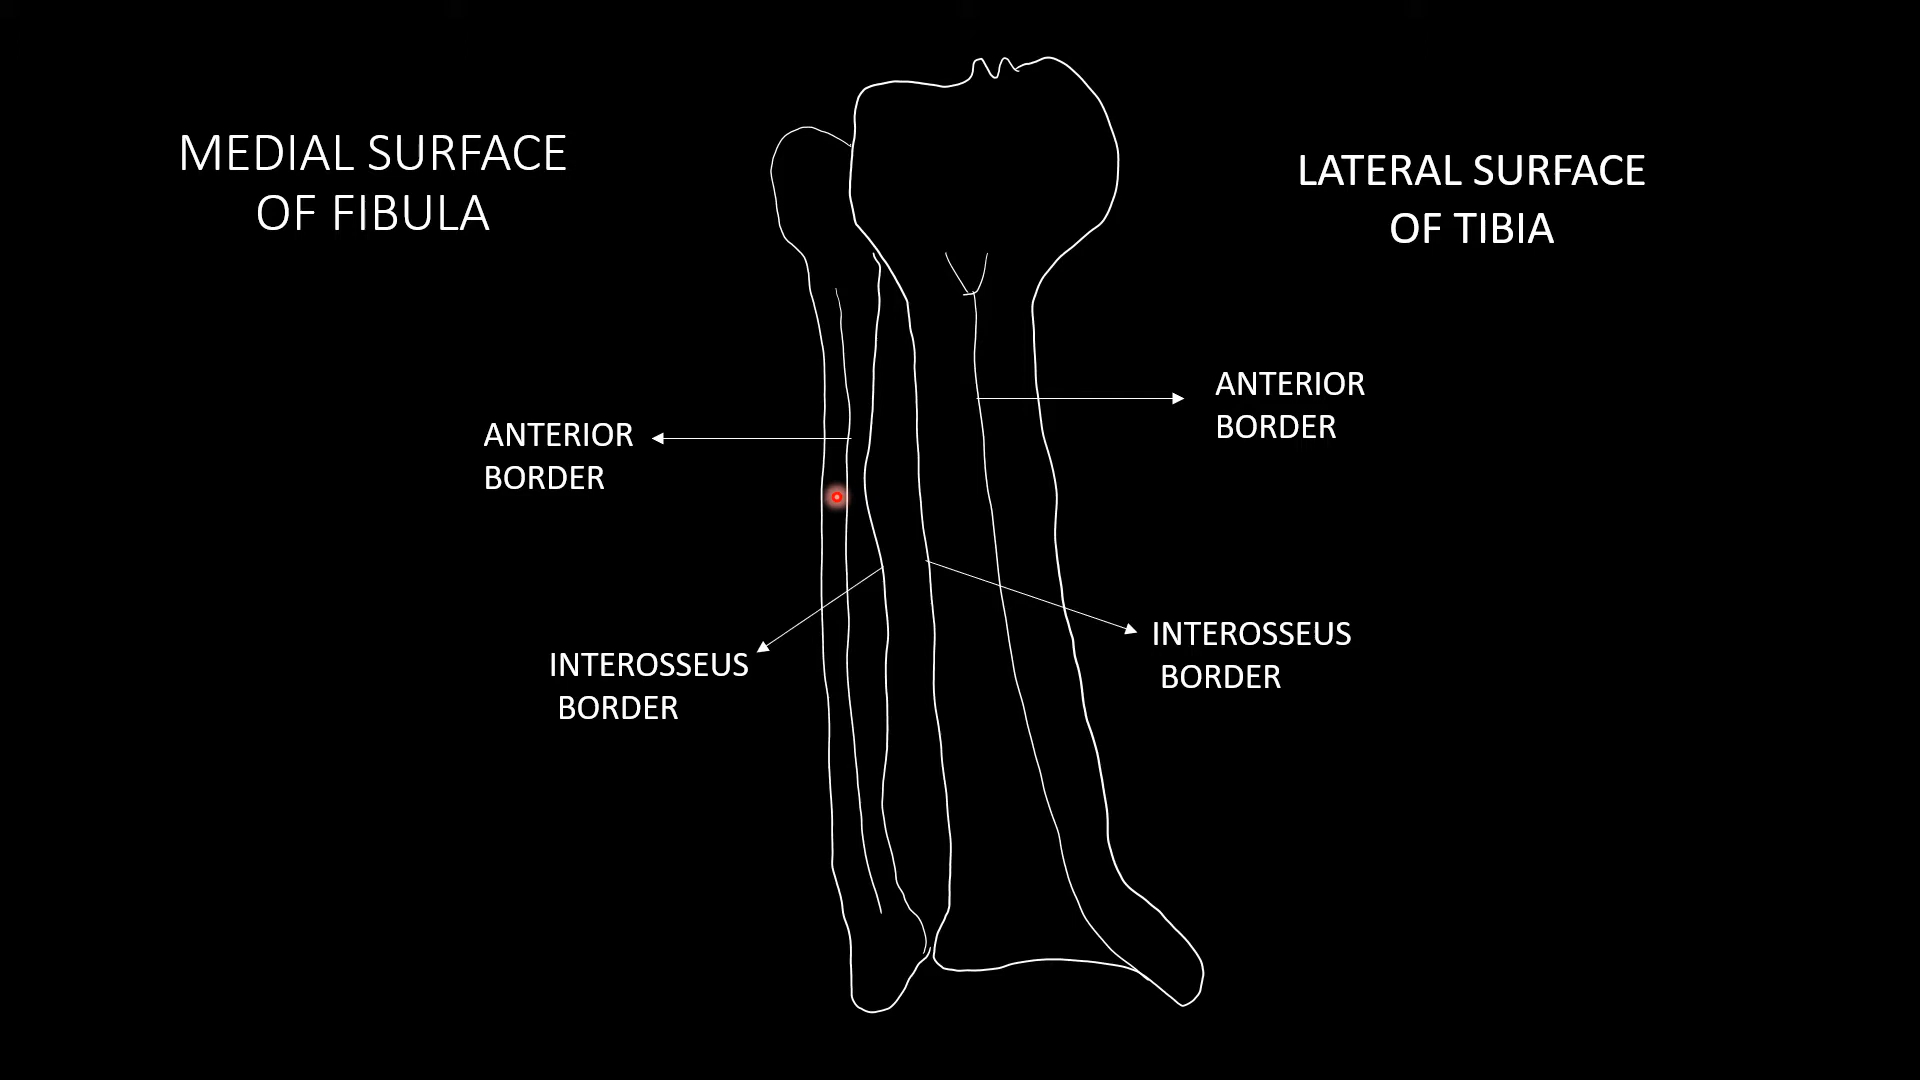 MEDIAL SURFACE
OF FIBULA
LATERAL SURFACE
OF TIBIA
ANTERIOR
BORDER
ANTERIOR
BORDER
INTEROSSEUS
BORDER
INTEROSSEUS
BORDER